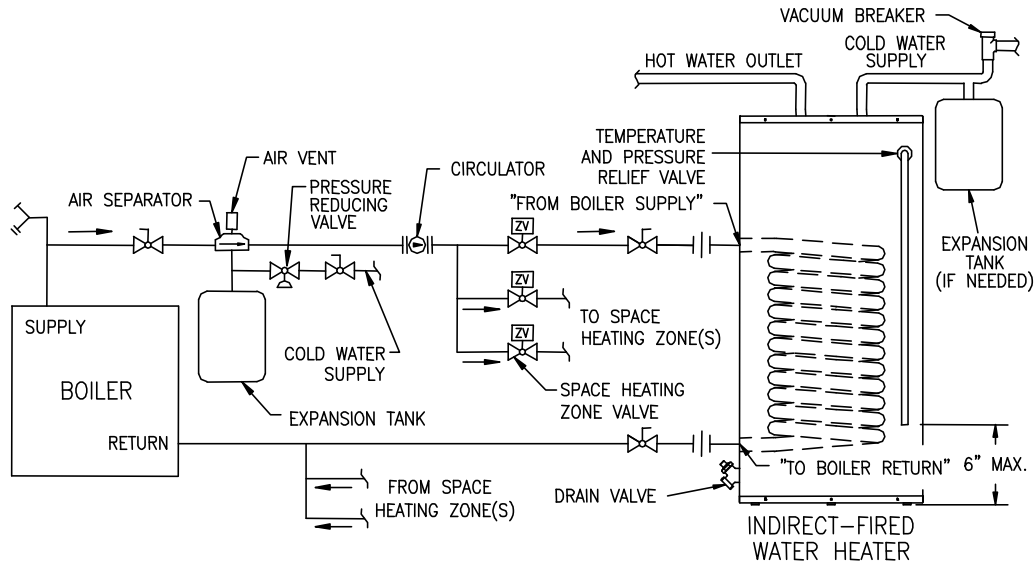 VACUUM BREAKER
COLD WATER
SUPPLY
HOT WATER OUTLET
TEMPERATURE
AND PRESSURE
RELIEF VALVE
AIR VENT
CIRCULATOR
PRESSURE
REDUCING
VALVE
AIR SEPARATOR
"FROM BOILER SUPPLY"
ZV
EXPANSION
TANK
(IF NEEDED)
ZV
TO SPACE
HEATING ZONE(S)
SUPPLY
ZV
COLD WATER
SUPPLY
BOILER
SPACE HEATING
ZONE VALVE
EXPANSION TANK
RETURN
"TO BOILER RETURN"
6" MAX.
FROM SPACE
HEATING ZONE(S)
DRAIN VALVE
INDIRECT-FIRED
WATER HEATER